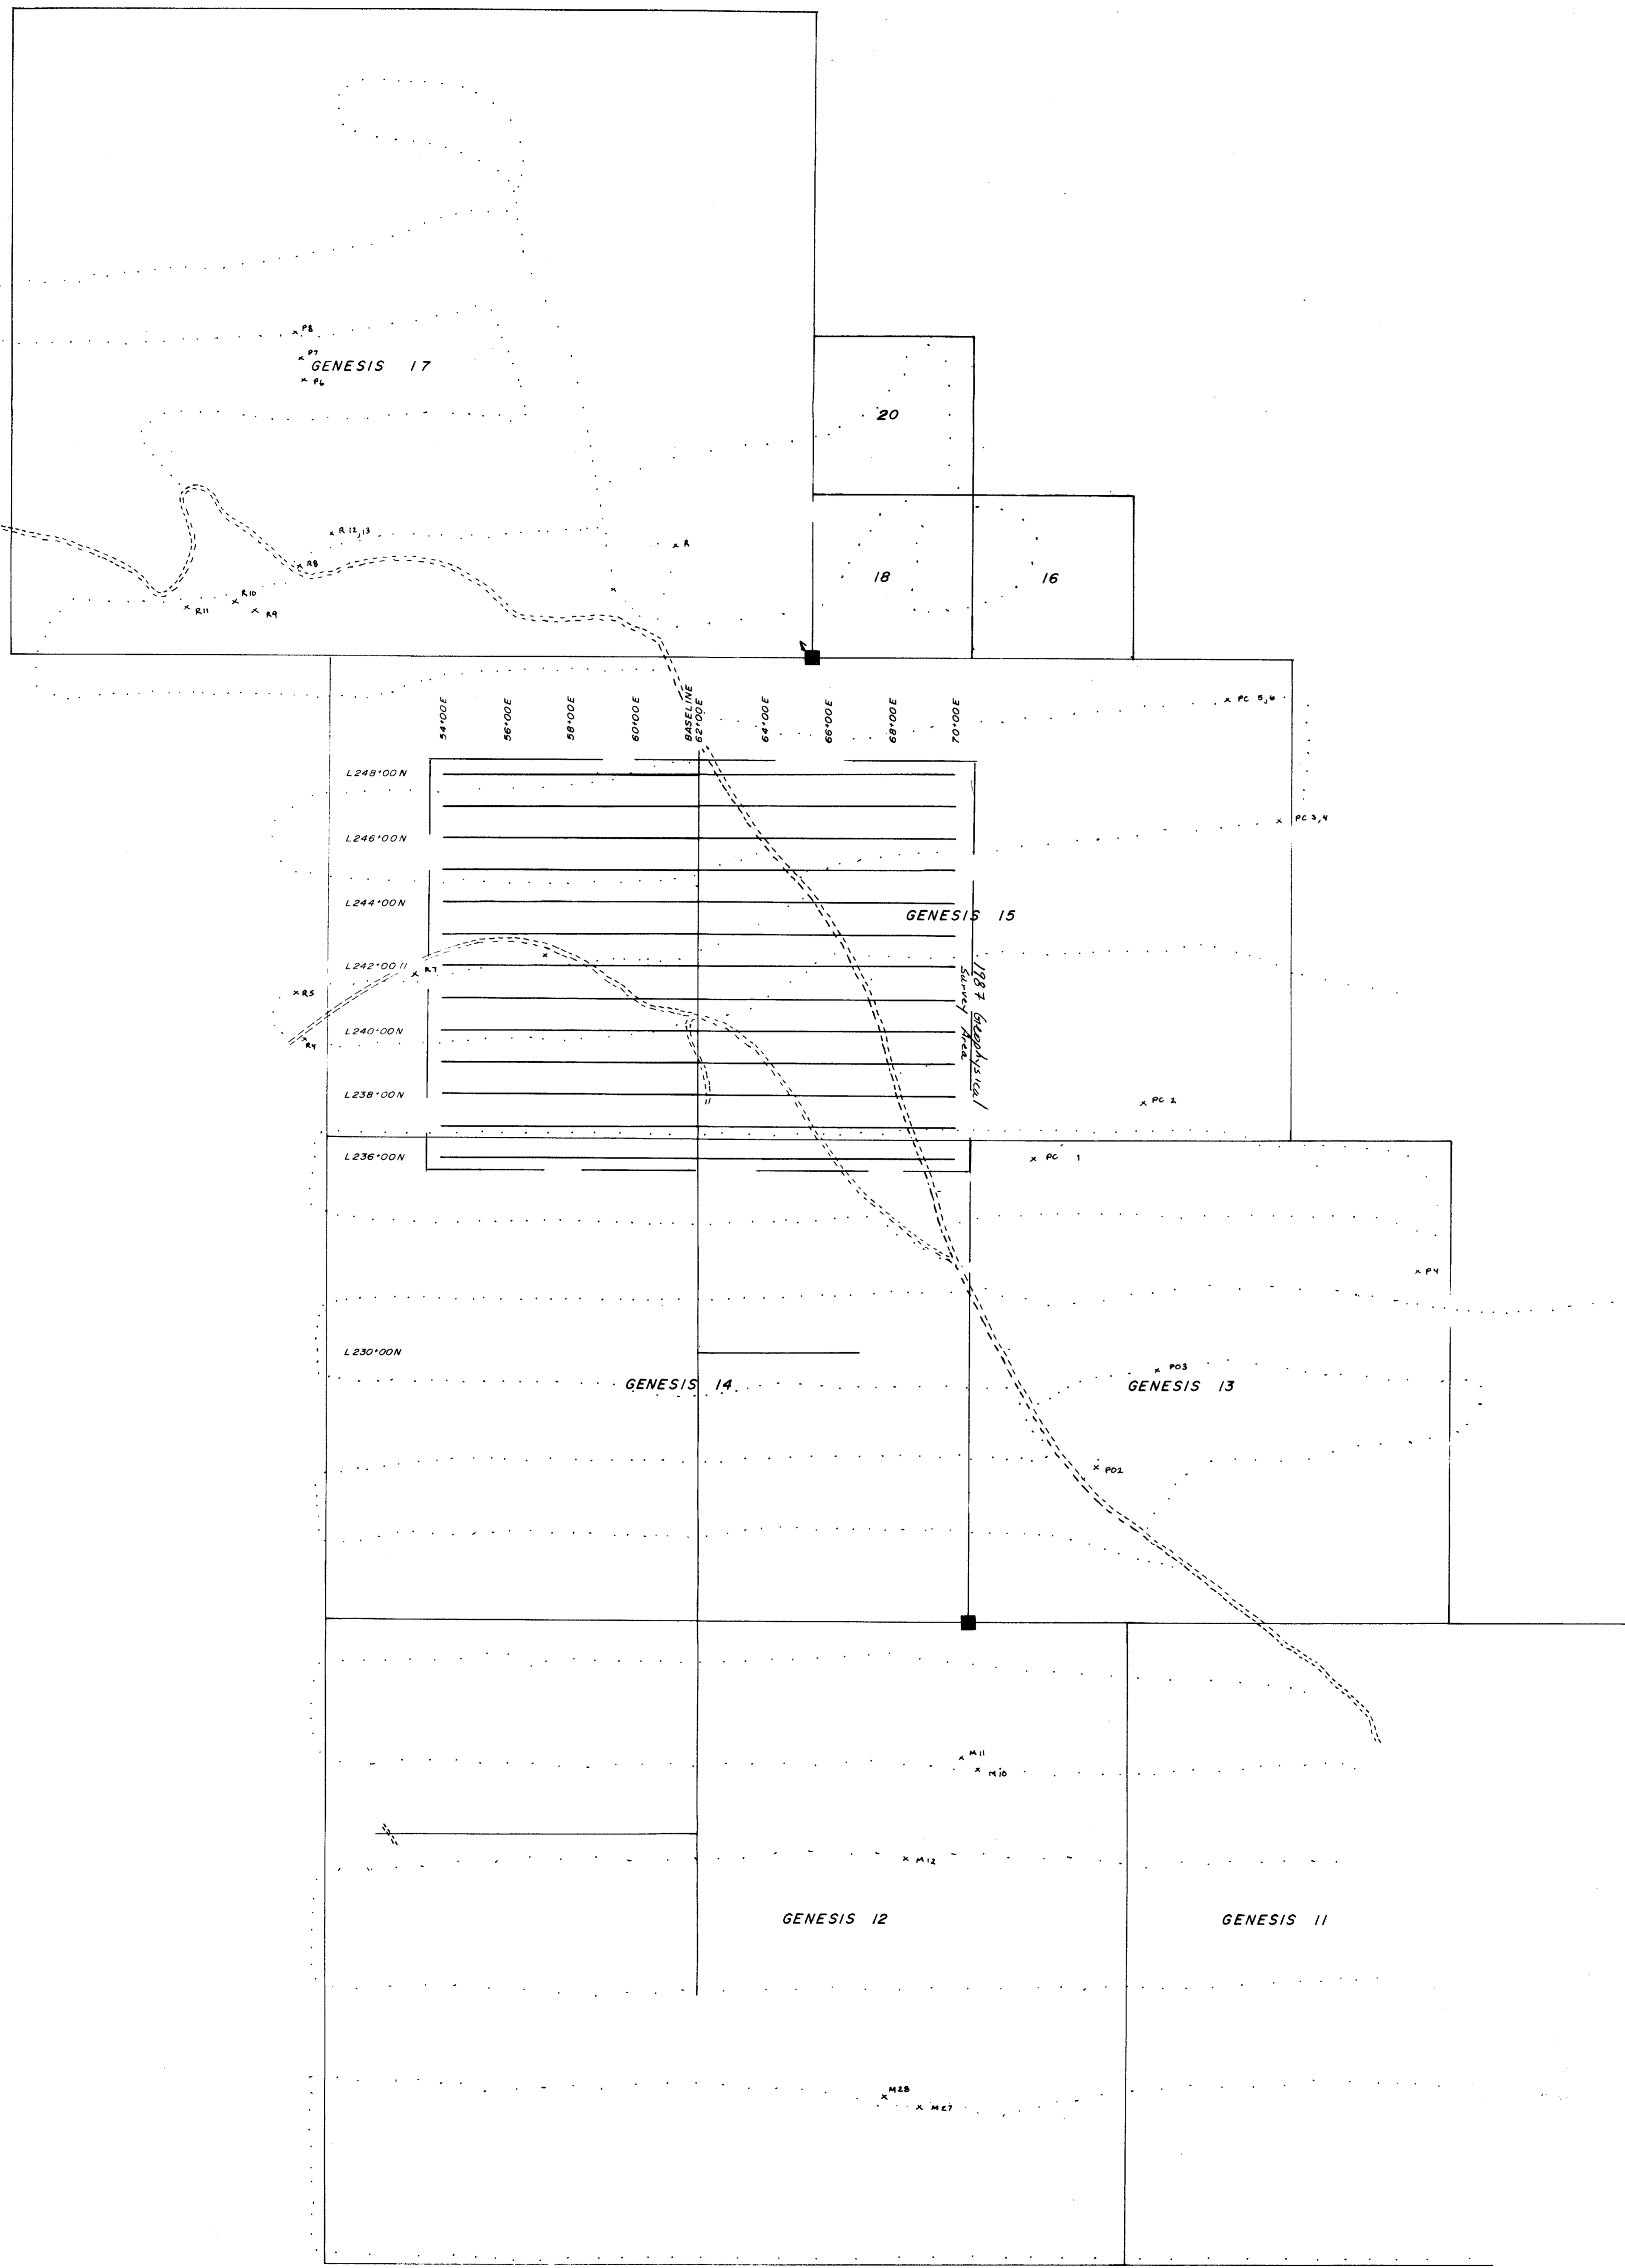 P8
P7
GENESIS 17
P6
20
R 12,13
R
R8
18
16
R10
R11
R9
PC 5,6
54+00E
56+00E
58+00E
60+00E
BASELINE
62+00E
64+00E
66+00E
68+00E
70+00E
L248+00N
PC 3,4
L246+00N
L244+00N
GENESIS 15
L242+00N
R7
1987 Geophysical
Survey Area
R5
L240+00N
R4
L238+00N
PC 2
L236+00N
PC 1
P4
L230+00N
PO3
GENESIS 14
GENESIS 13
PO2
M11
M10
M12
GENESIS 12
GENESIS 11
M28
M27